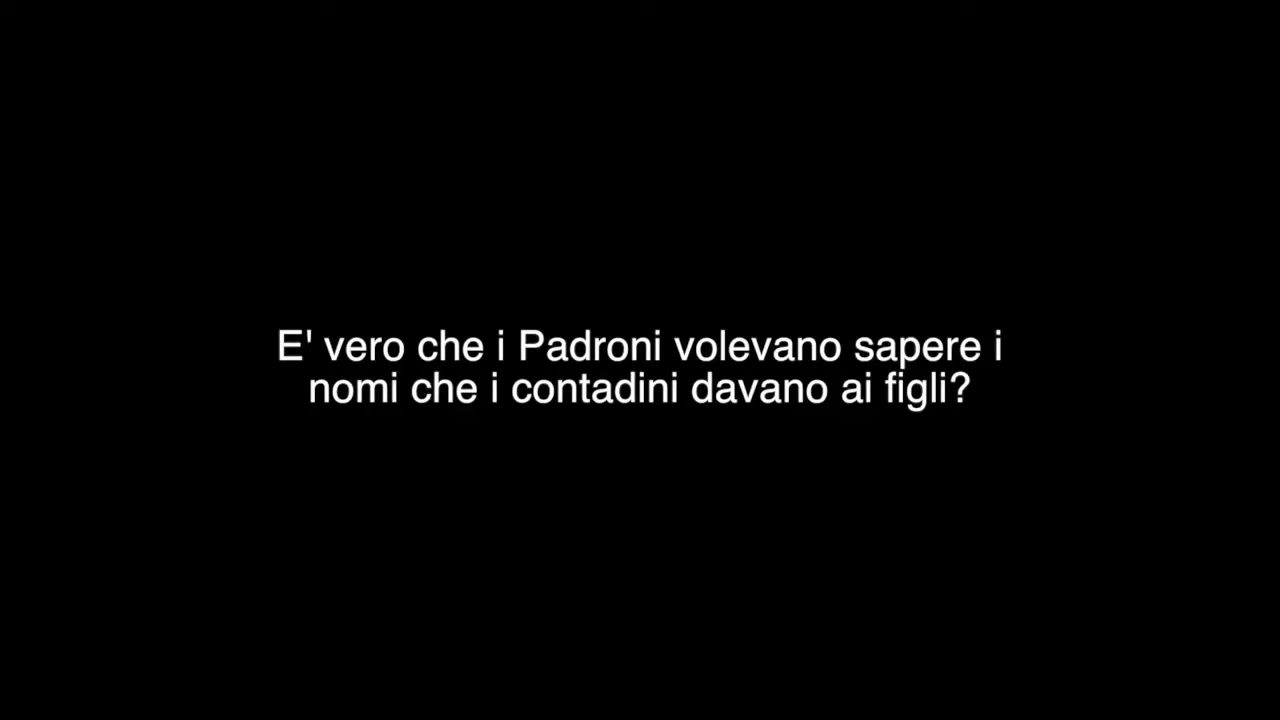 E' vero che i Padroni volevano sapere i
nomi che i contadini davano ai figli?